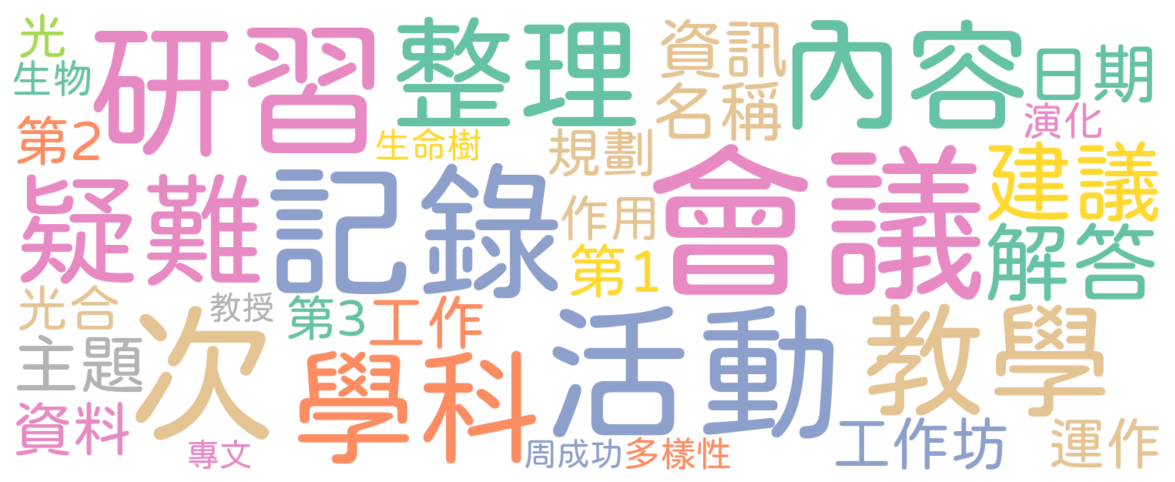 光
研習
整理
資訊
內容
生物
日期
名稱
演化
第2
生命樹
規劃
會議
建議
疑難
記錄
作用
解答
第1
光合
教授
第3
工作
次
活動
教學
主題
學科
資料
工作坊
運作
專文
周成功
多樣性